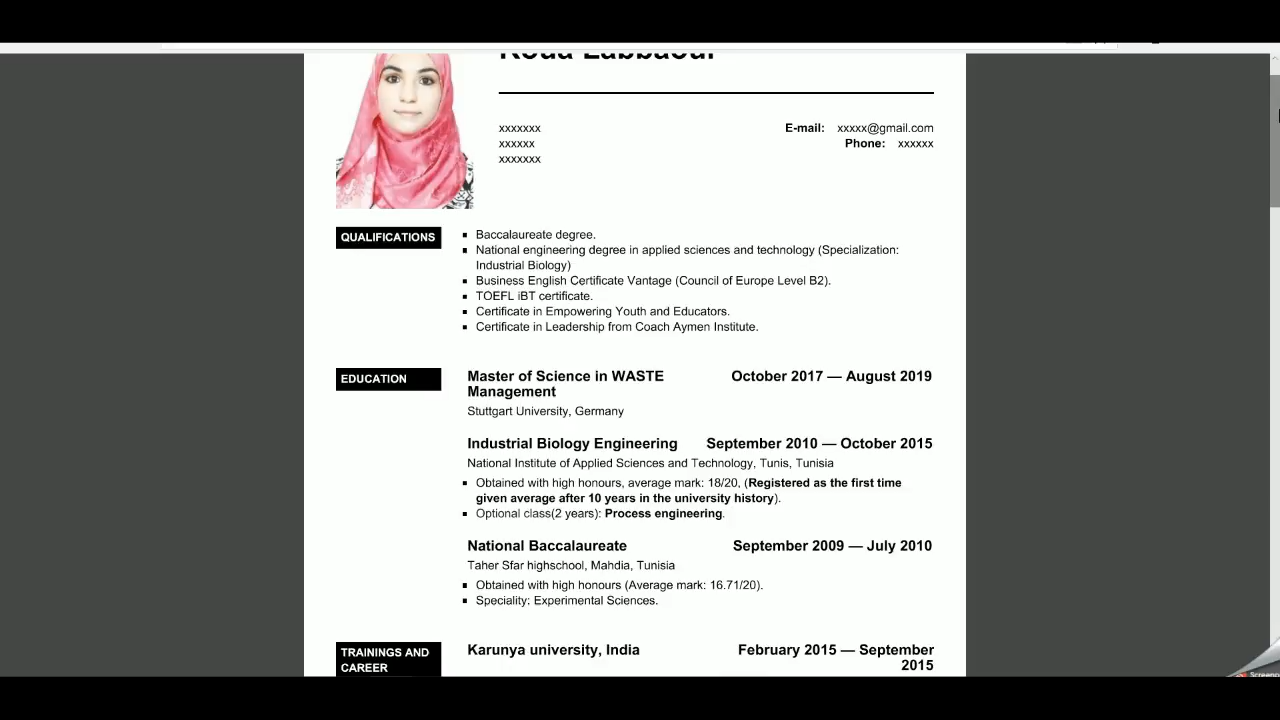 Roua Labbaoui
xxxxxxx
E-mail: xxxxx@gmail.com
xxxxxx
Phone: xxxxxx
xxxxxxx
QUALIFICATIONS
▪ Baccalaureate degree.
▪ National engineering degree in applied sciences and technology (Specialization:
Industrial Biology)
▪ Business English Certificate Vantage (Council of Europe Level B2).
▪ TOEFL iBT certificate.
▪ Certificate in Empowering Youth and Educators.
▪ Certificate in Leadership from Coach Aymen Institute.
EDUCATION
Master of Science in WASTE October 2017 — August 2019
Management
Stuttgart University, Germany
Industrial Biology Engineering September 2010 — October 2015
National Institute of Applied Sciences and Technology, Tunis, Tunisia
▪ Obtained with high honours, average mark: 18/20, (Registered as the first time
given average after 10 years in the university history).
▪ Optional class(2 years): Process engineering.
National Baccalaureate September 2009 — July 2010
Taher Sfar highschool, Mahdia, Tunisia
▪ Obtained with high honours (Average mark: 16.71/20).
▪ Speciality: Experimental Sciences.
TRAININGS AND
CAREER
Karunya university, India February 2015 — September
2015